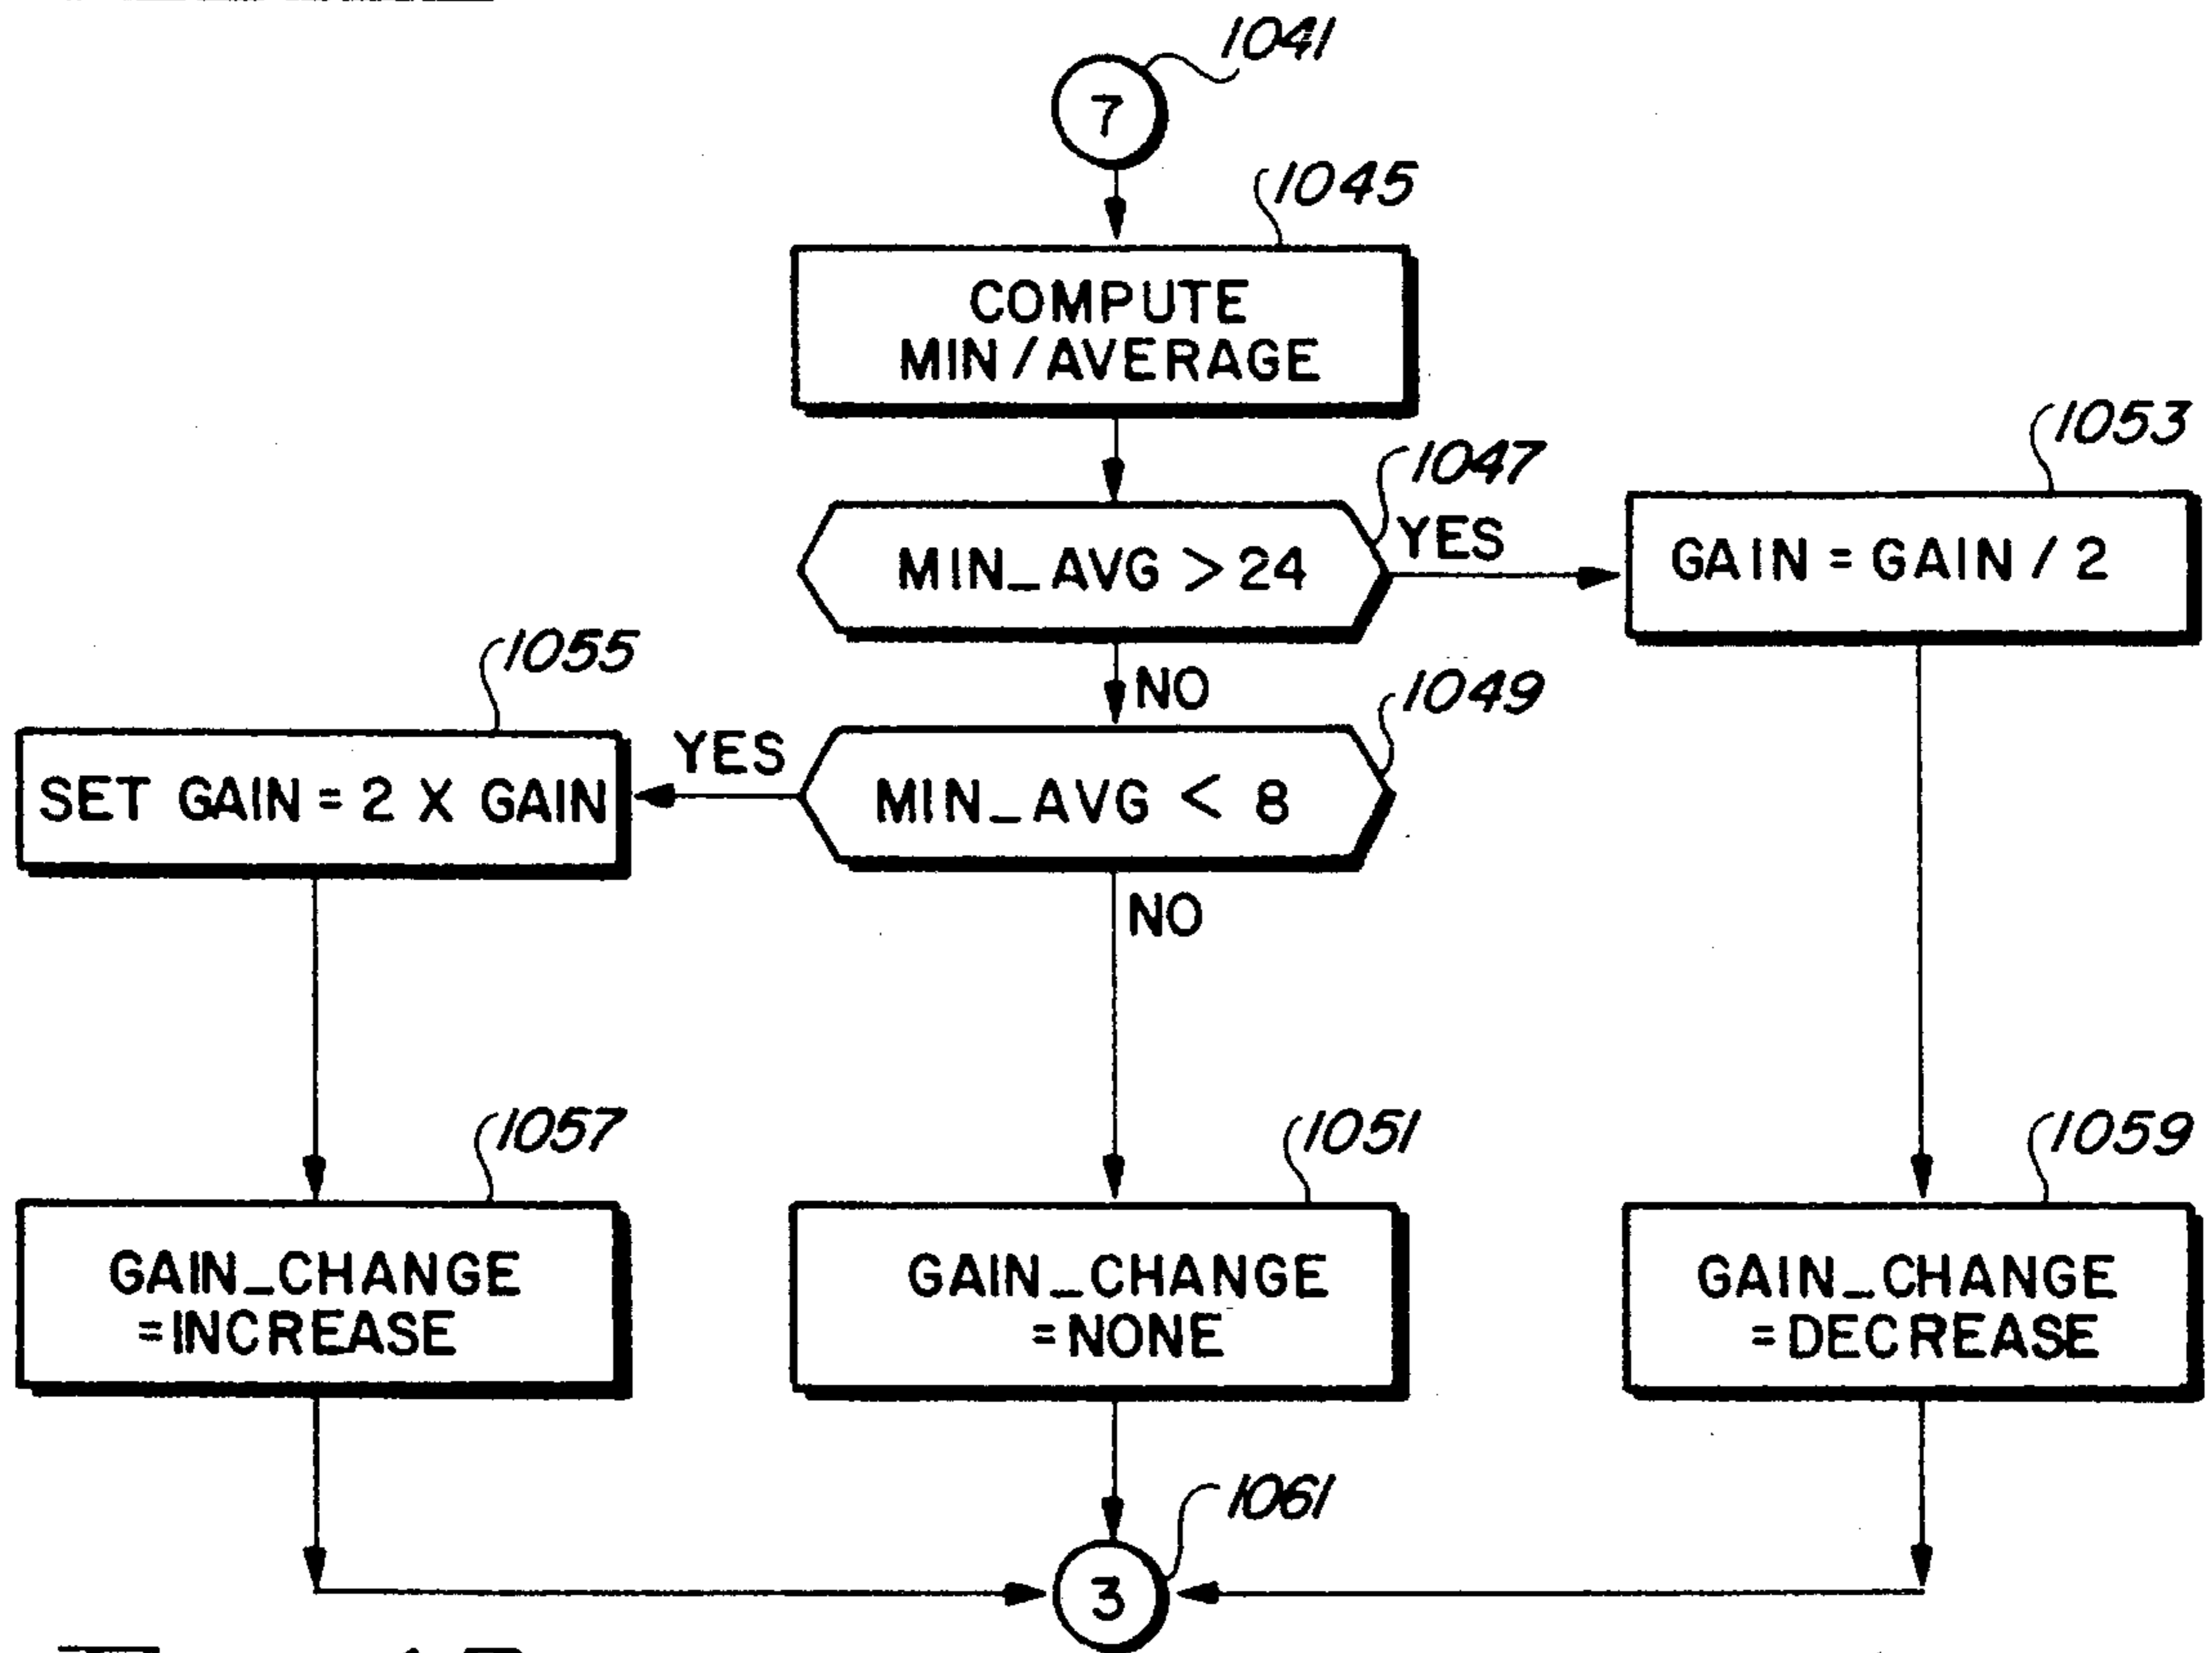 1041
7
1045
COMPUTE
MIN/AVERAGE
1047
MIN_AVG > 24
YES
1053
GAIN = GAIN / 2
NO
1055
SET GAIN = 2 X GAIN
YES
1049
MIN_AVG < 8
NO
1057
GAIN_CHANGE
=INCREASE
1051
GAIN_CHANGE
=NONE
1059
GAIN_CHANGE
=DECREASE
1061
3